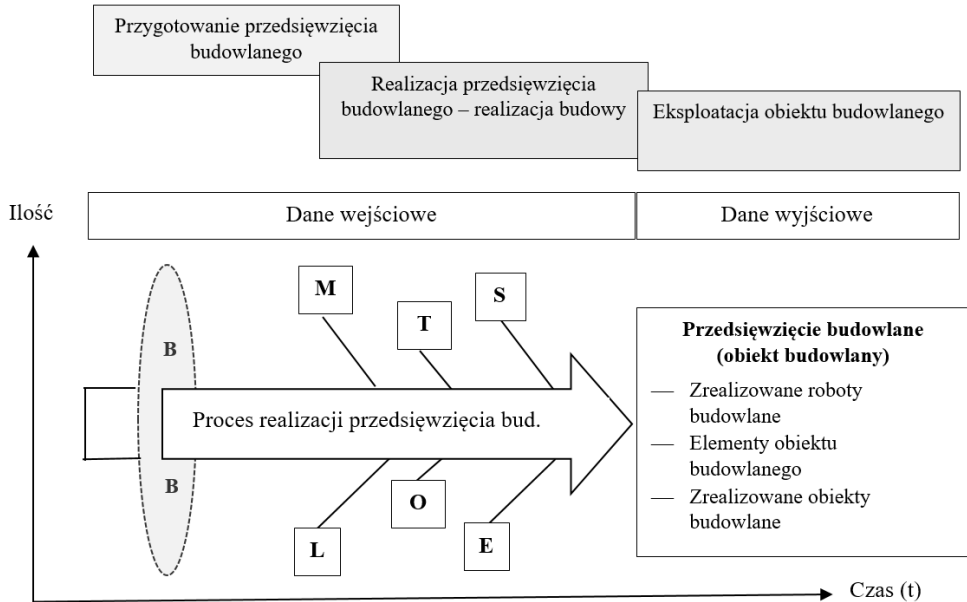 Przygotowanie przedsięwzięcia
budowlanego
Realizacja przedsięwzięcia
budowlanego – realizacja budowy
Eksploatacja obiektu budowlanego
Ilość
Dane wejściowe
Dane wyjściowe
M
T
S
B
Proces realizacji przedsięwzięcia bud.
B
L
O
E
Przedsięwzięcie budowlane
(obiekt budowlany)
— Zrealizowane roboty
budowlane
— Elementy obiektu
budowlanego
— Zrealizowane obiekty
budowlane
Czas (t)